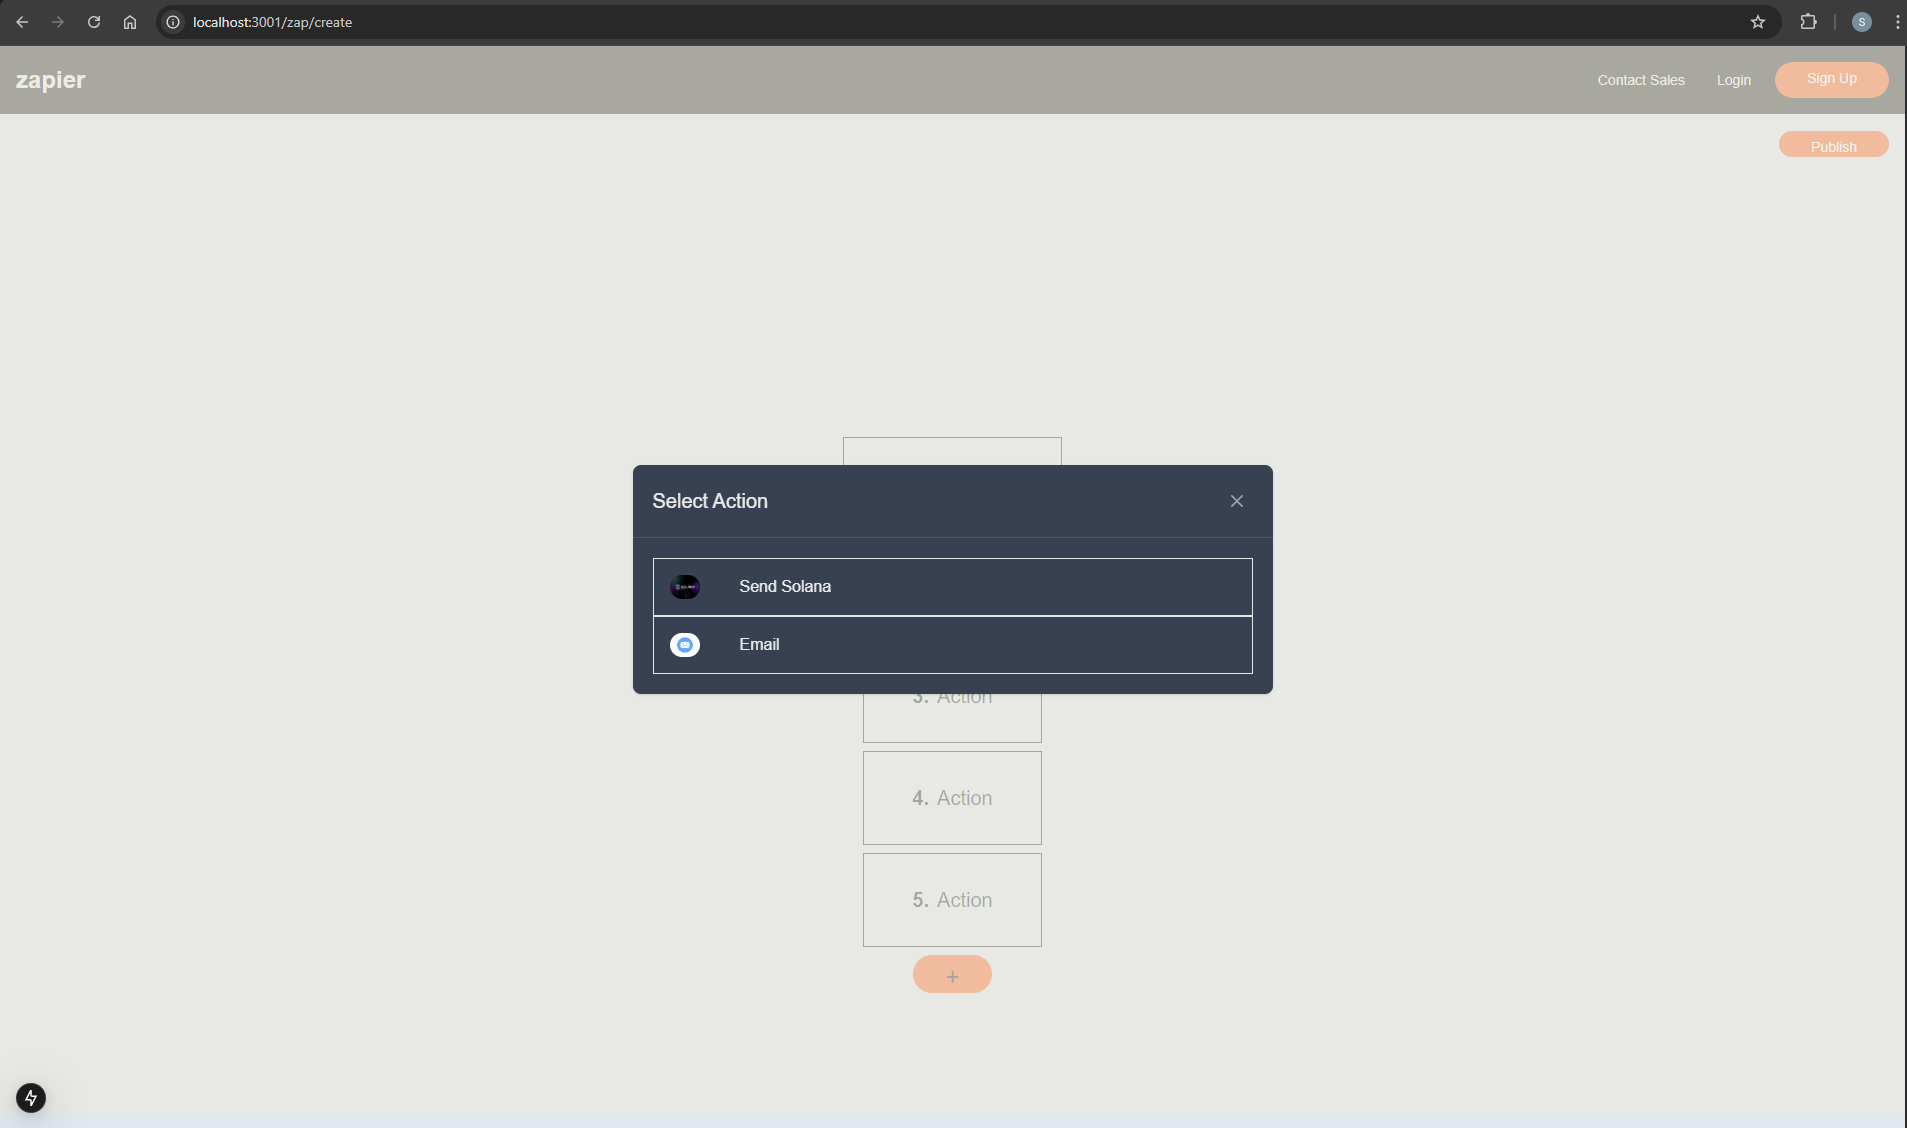 localhost:3001/zap/create
S
zapier
Contact Sales
Login
Sign Up
Publish
Select Action
Send Solana
Email
3. Action
4. Action
5. Action
+